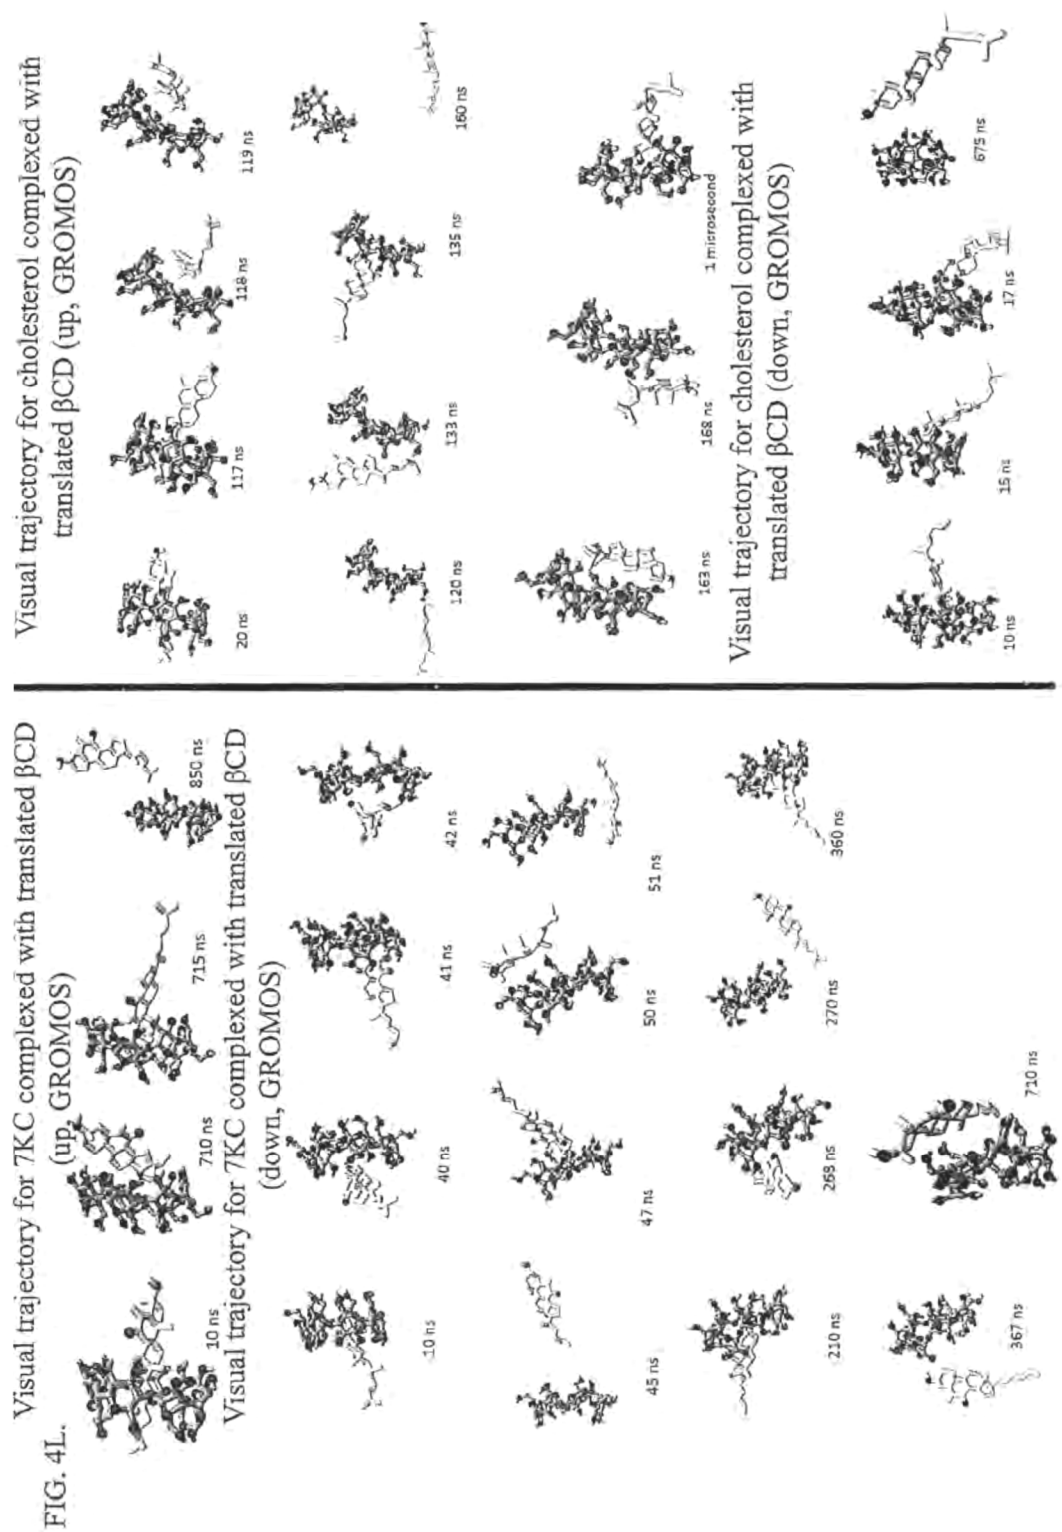 FIG. 4L.
Visual trajectory for 7KC complexed with translated βCD
(up, GROMOS)
10 ns
710 ns
715 ns
850 ns
Visual trajectory for 7KC complexed with translated βCD
(down, GROMOS)
10 ns
40 ns
41 ns
42 ns
45 ns
47 ns
50 ns
51 ns
210 ns
268 ns
270 ns
360 ns
367 ns
710 ns
Visual trajectory for cholesterol complexed with
translated βCD (up, GROMOS)
20 ns
117 ns
118 ns
119 ns
120 ns
133 ns
135 ns
160 ns
163 ns
168 ns
1 microsecond
Visual trajectory for cholesterol complexed with
translated βCD (down, GROMOS)
10 ns
15 ns
17 ns
675 ns